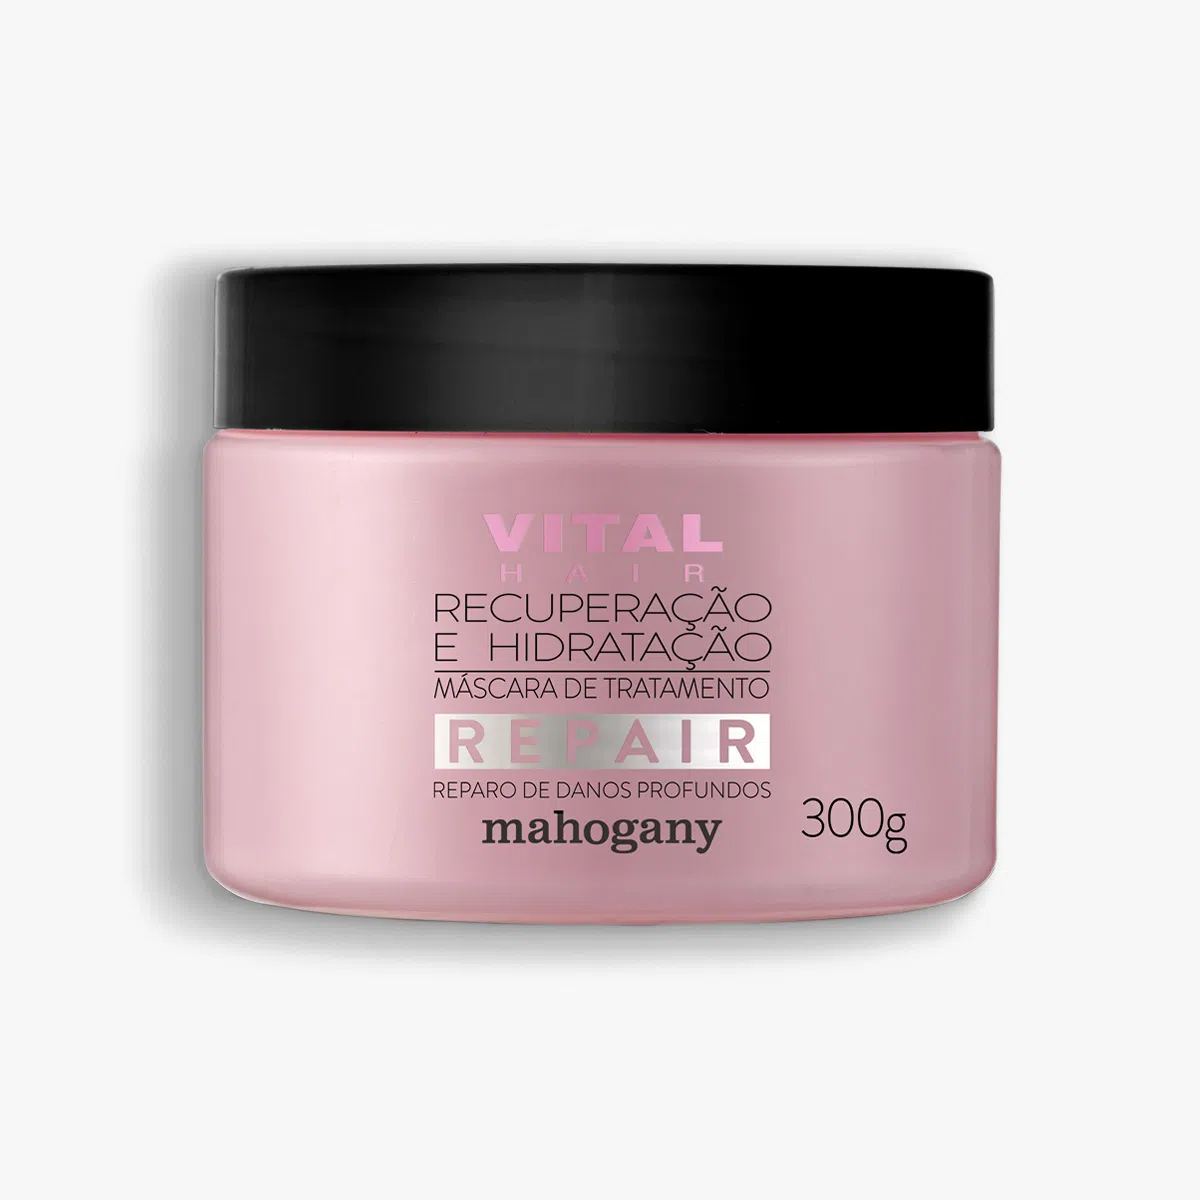 VITAL
HAIR
RECUPERAÇÃO
E HIDRATAÇÃO
MÁSCARA DE TRATAMENTO
REPAIR
REPARO DE DANOS PROFUNDOS
mahogany
300g